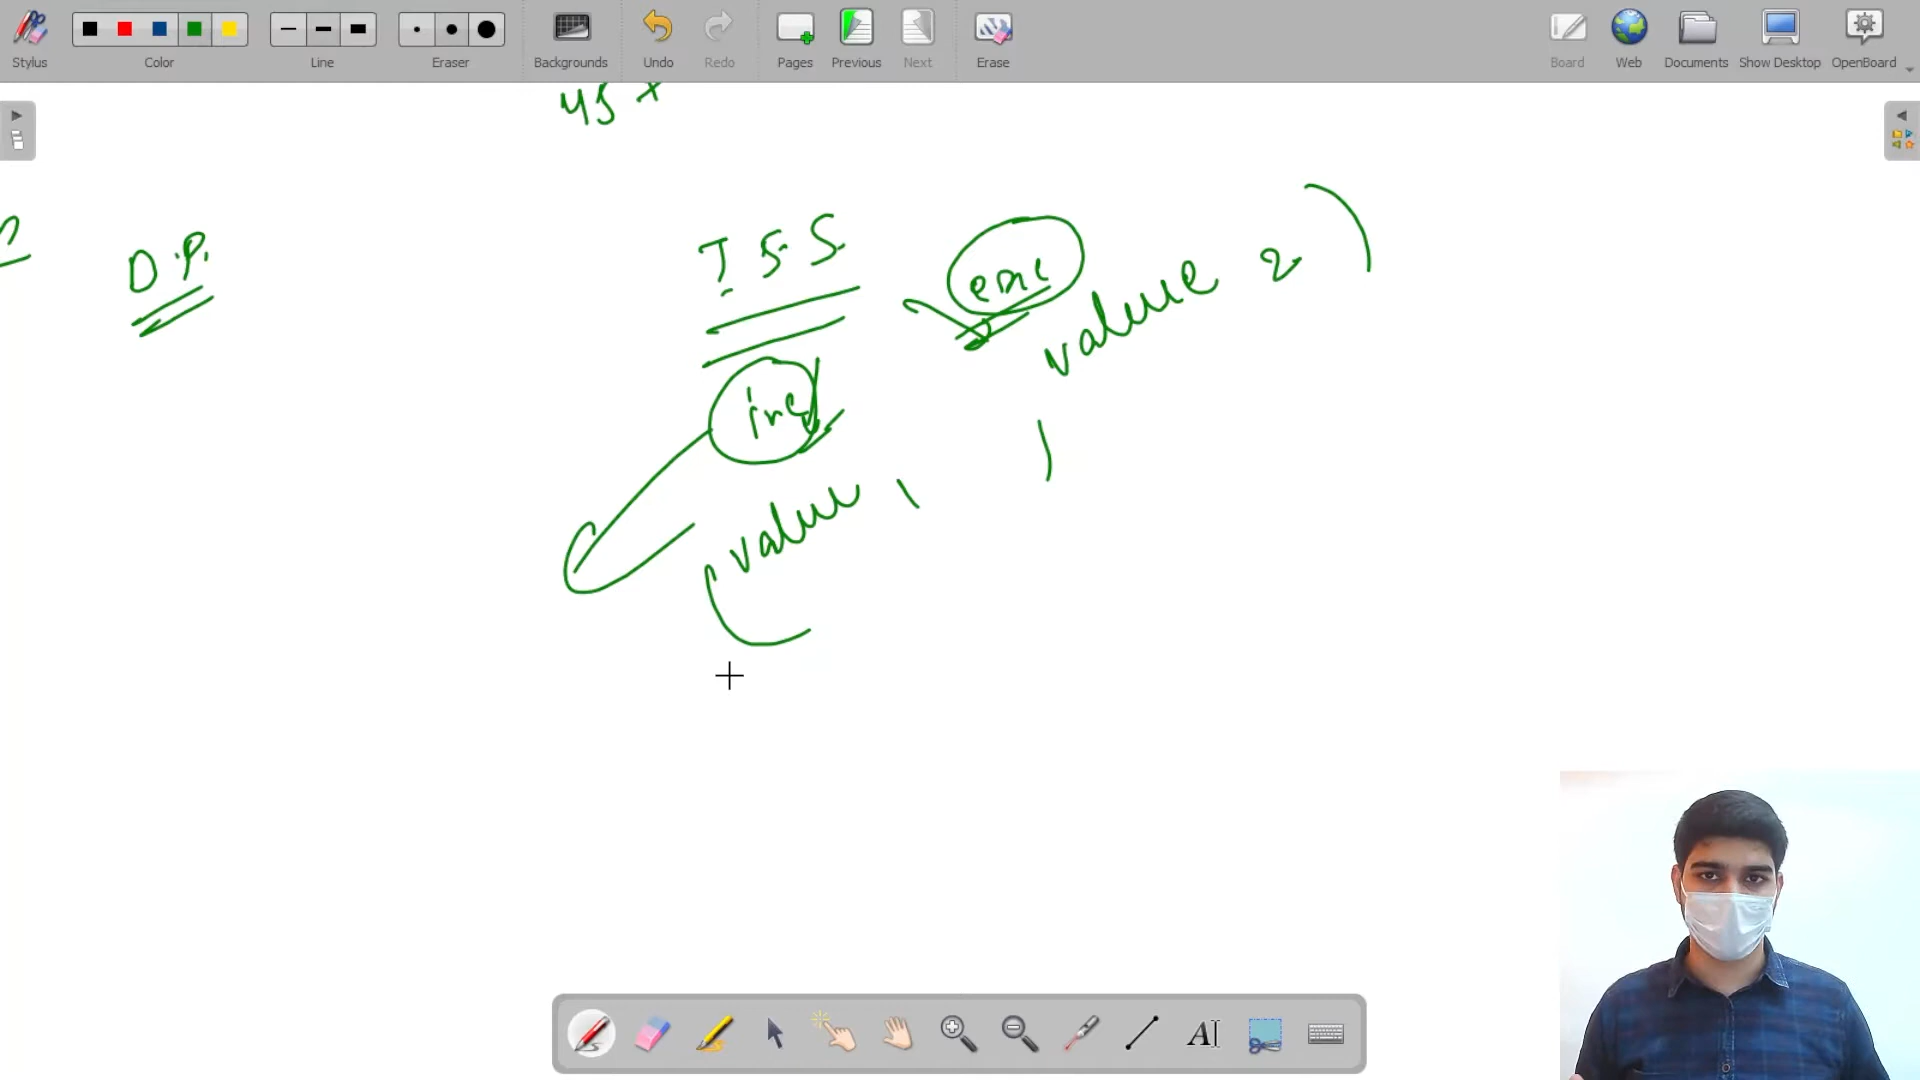 Stylus
Color
Line
Eraser
Backgrounds
Undo
Redo
Pages
Previous
Next
Erase
Board
Web
Documents
Show Desktop
OpenBoard
45 +
D.P.
inc
value 1
value 2
AI